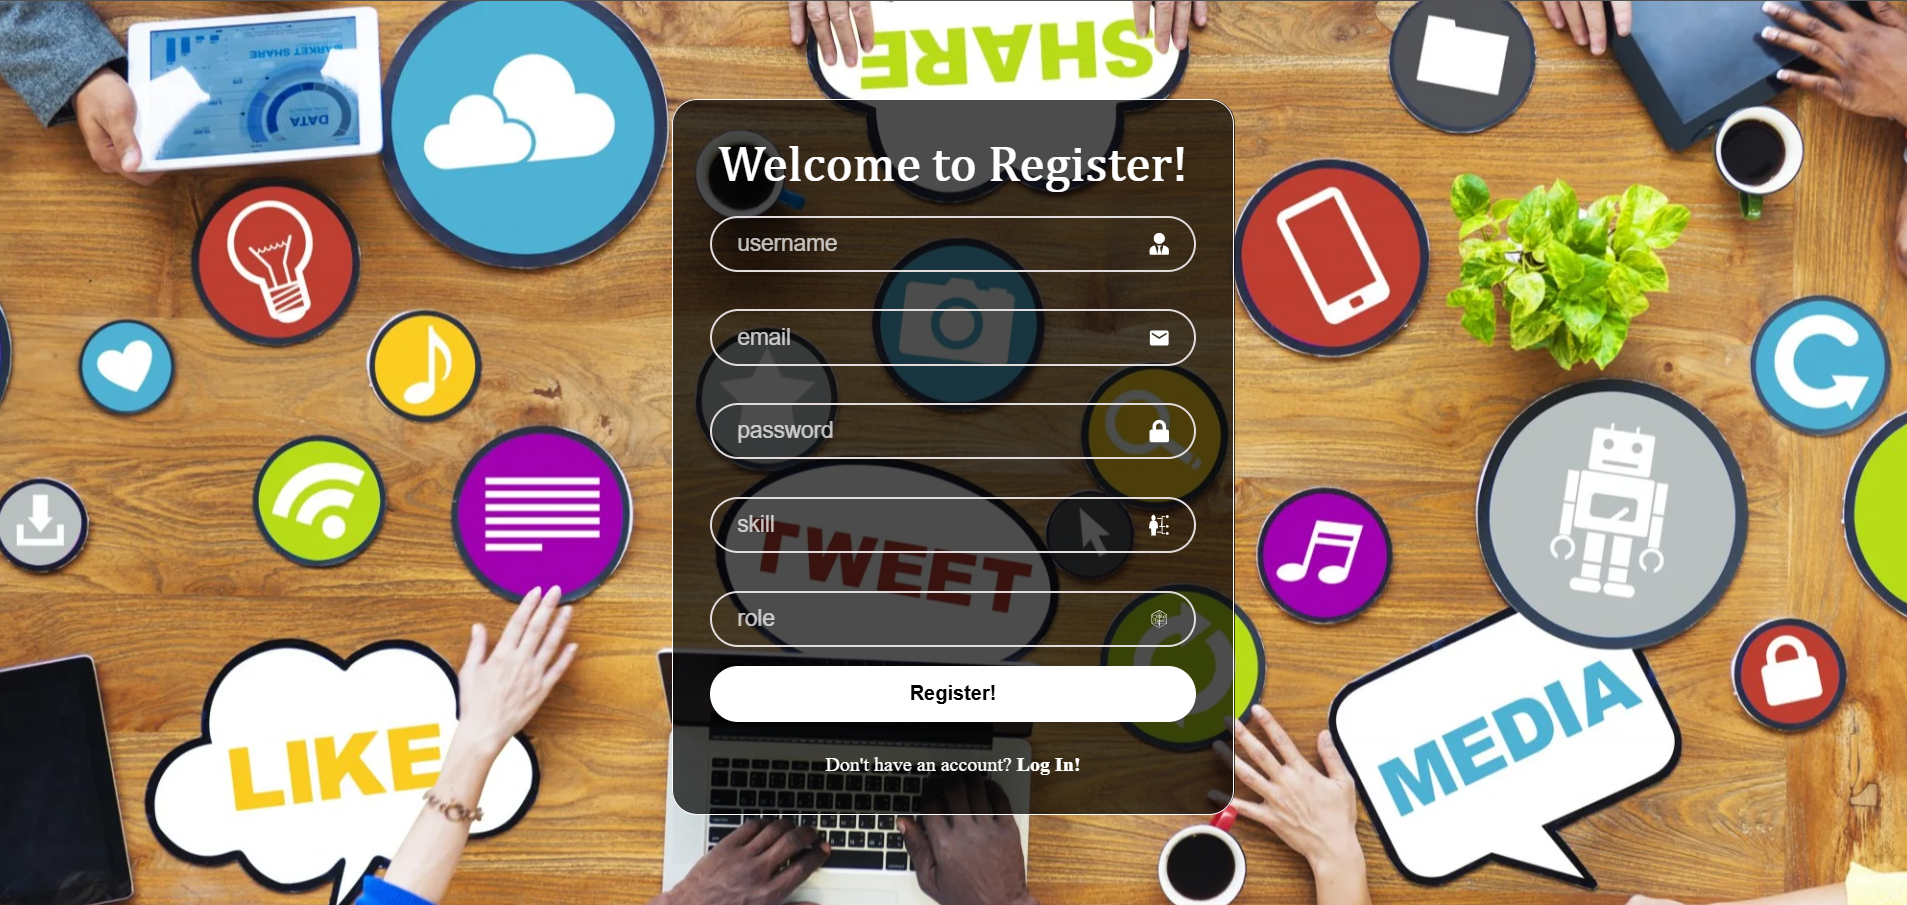 MARKET SHARE
DATA
SHARE
Welcome to Register!
username
email
password
skill
TWEET
role
Register!
Don't have an account? Log In!
LIKE
MEDIA